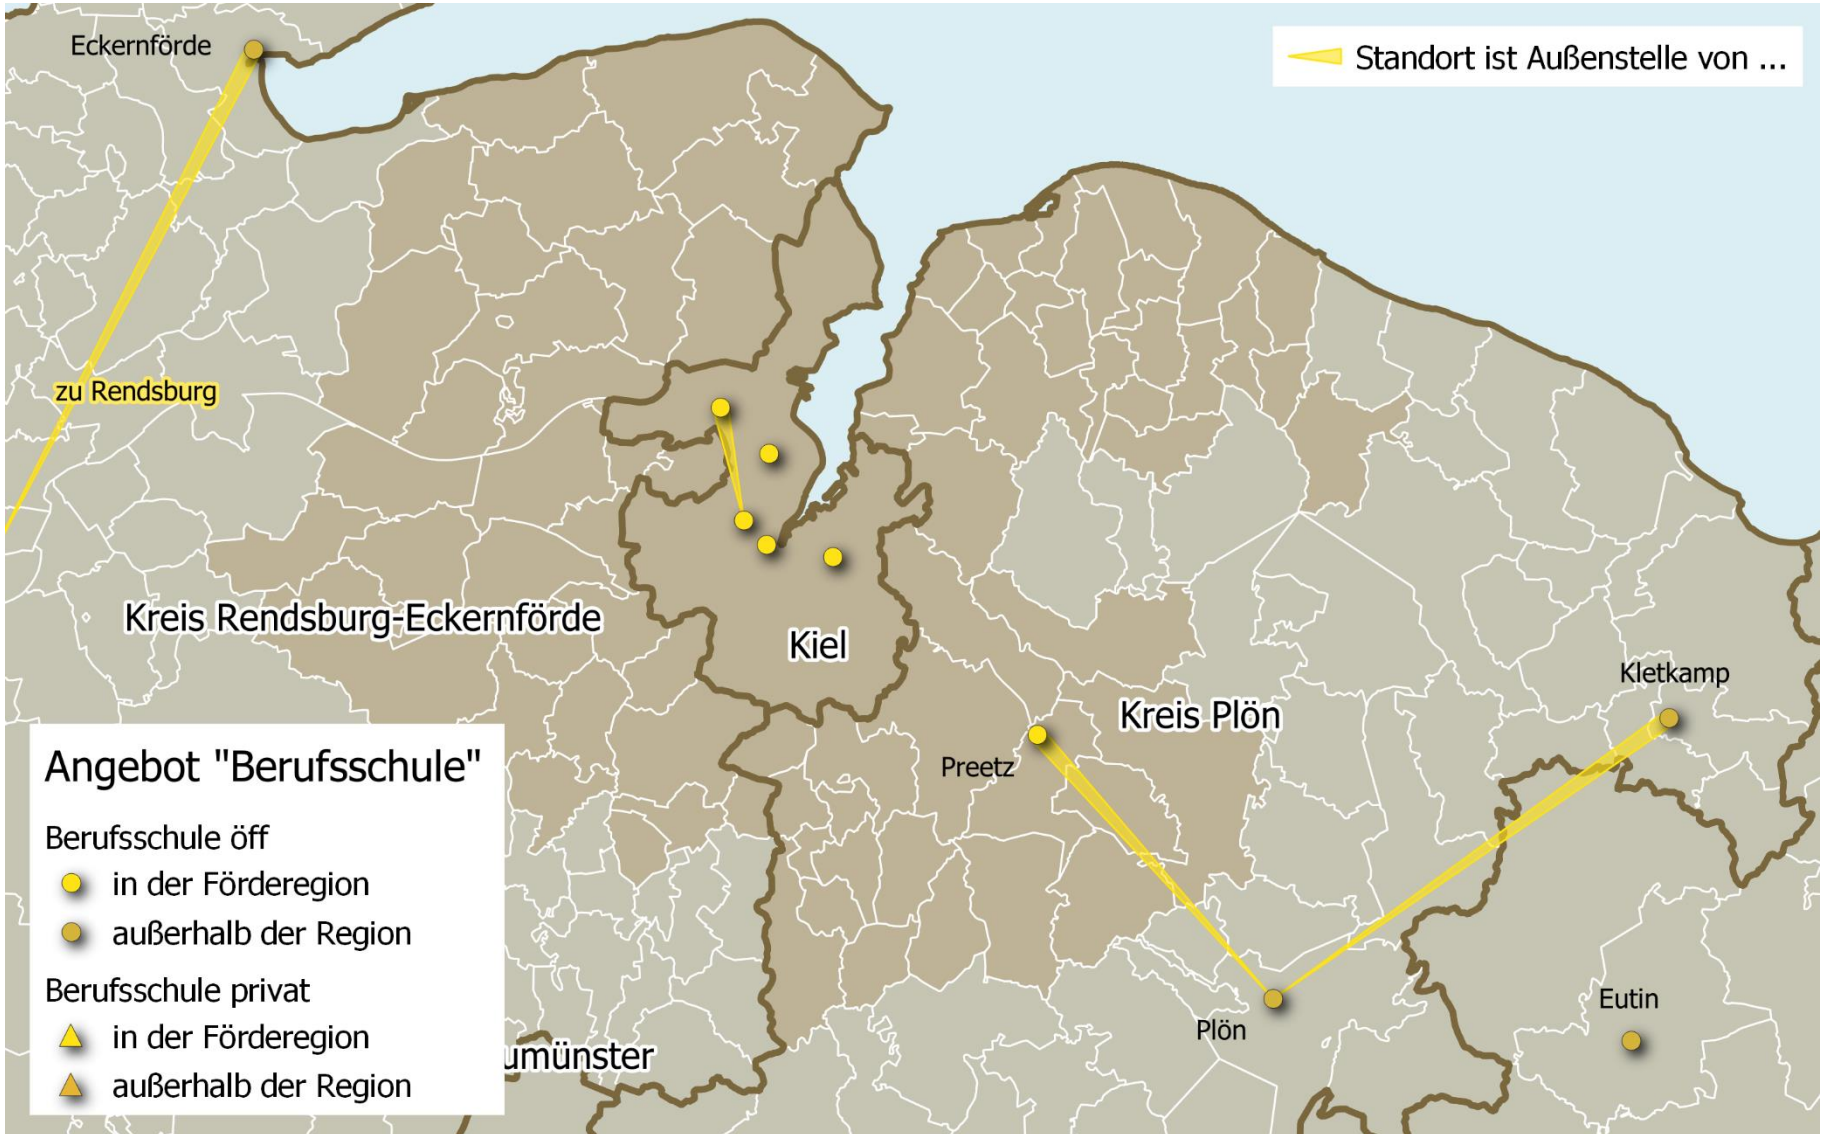 Eckernförde
Standort ist Außenstelle von ...
zu Rendsburg
Kreis Rendsburg-Eckernförde
Kiel
Kletkamp
Kreis Plön
Preetz
Angebot "Berufsschule"
Berufsschule öff
in der Förderegion
außerhalb der Region
Berufsschule privat
in der Förderegion
außerhalb der Region
Eutin
Plön
umünster